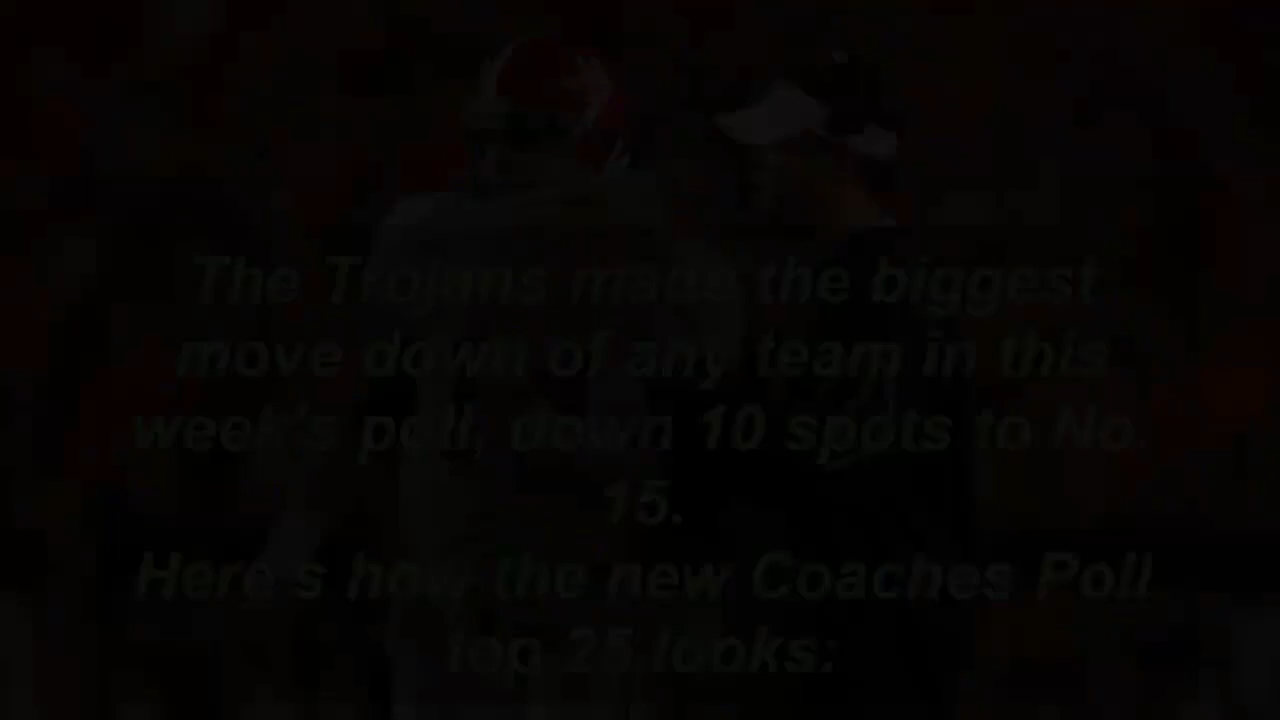 The Trojans made the biggest
move down of any team in this
week's poll, down 10 spots to No.
15.
Here's how the new Coaches Poll
top 25 looks: